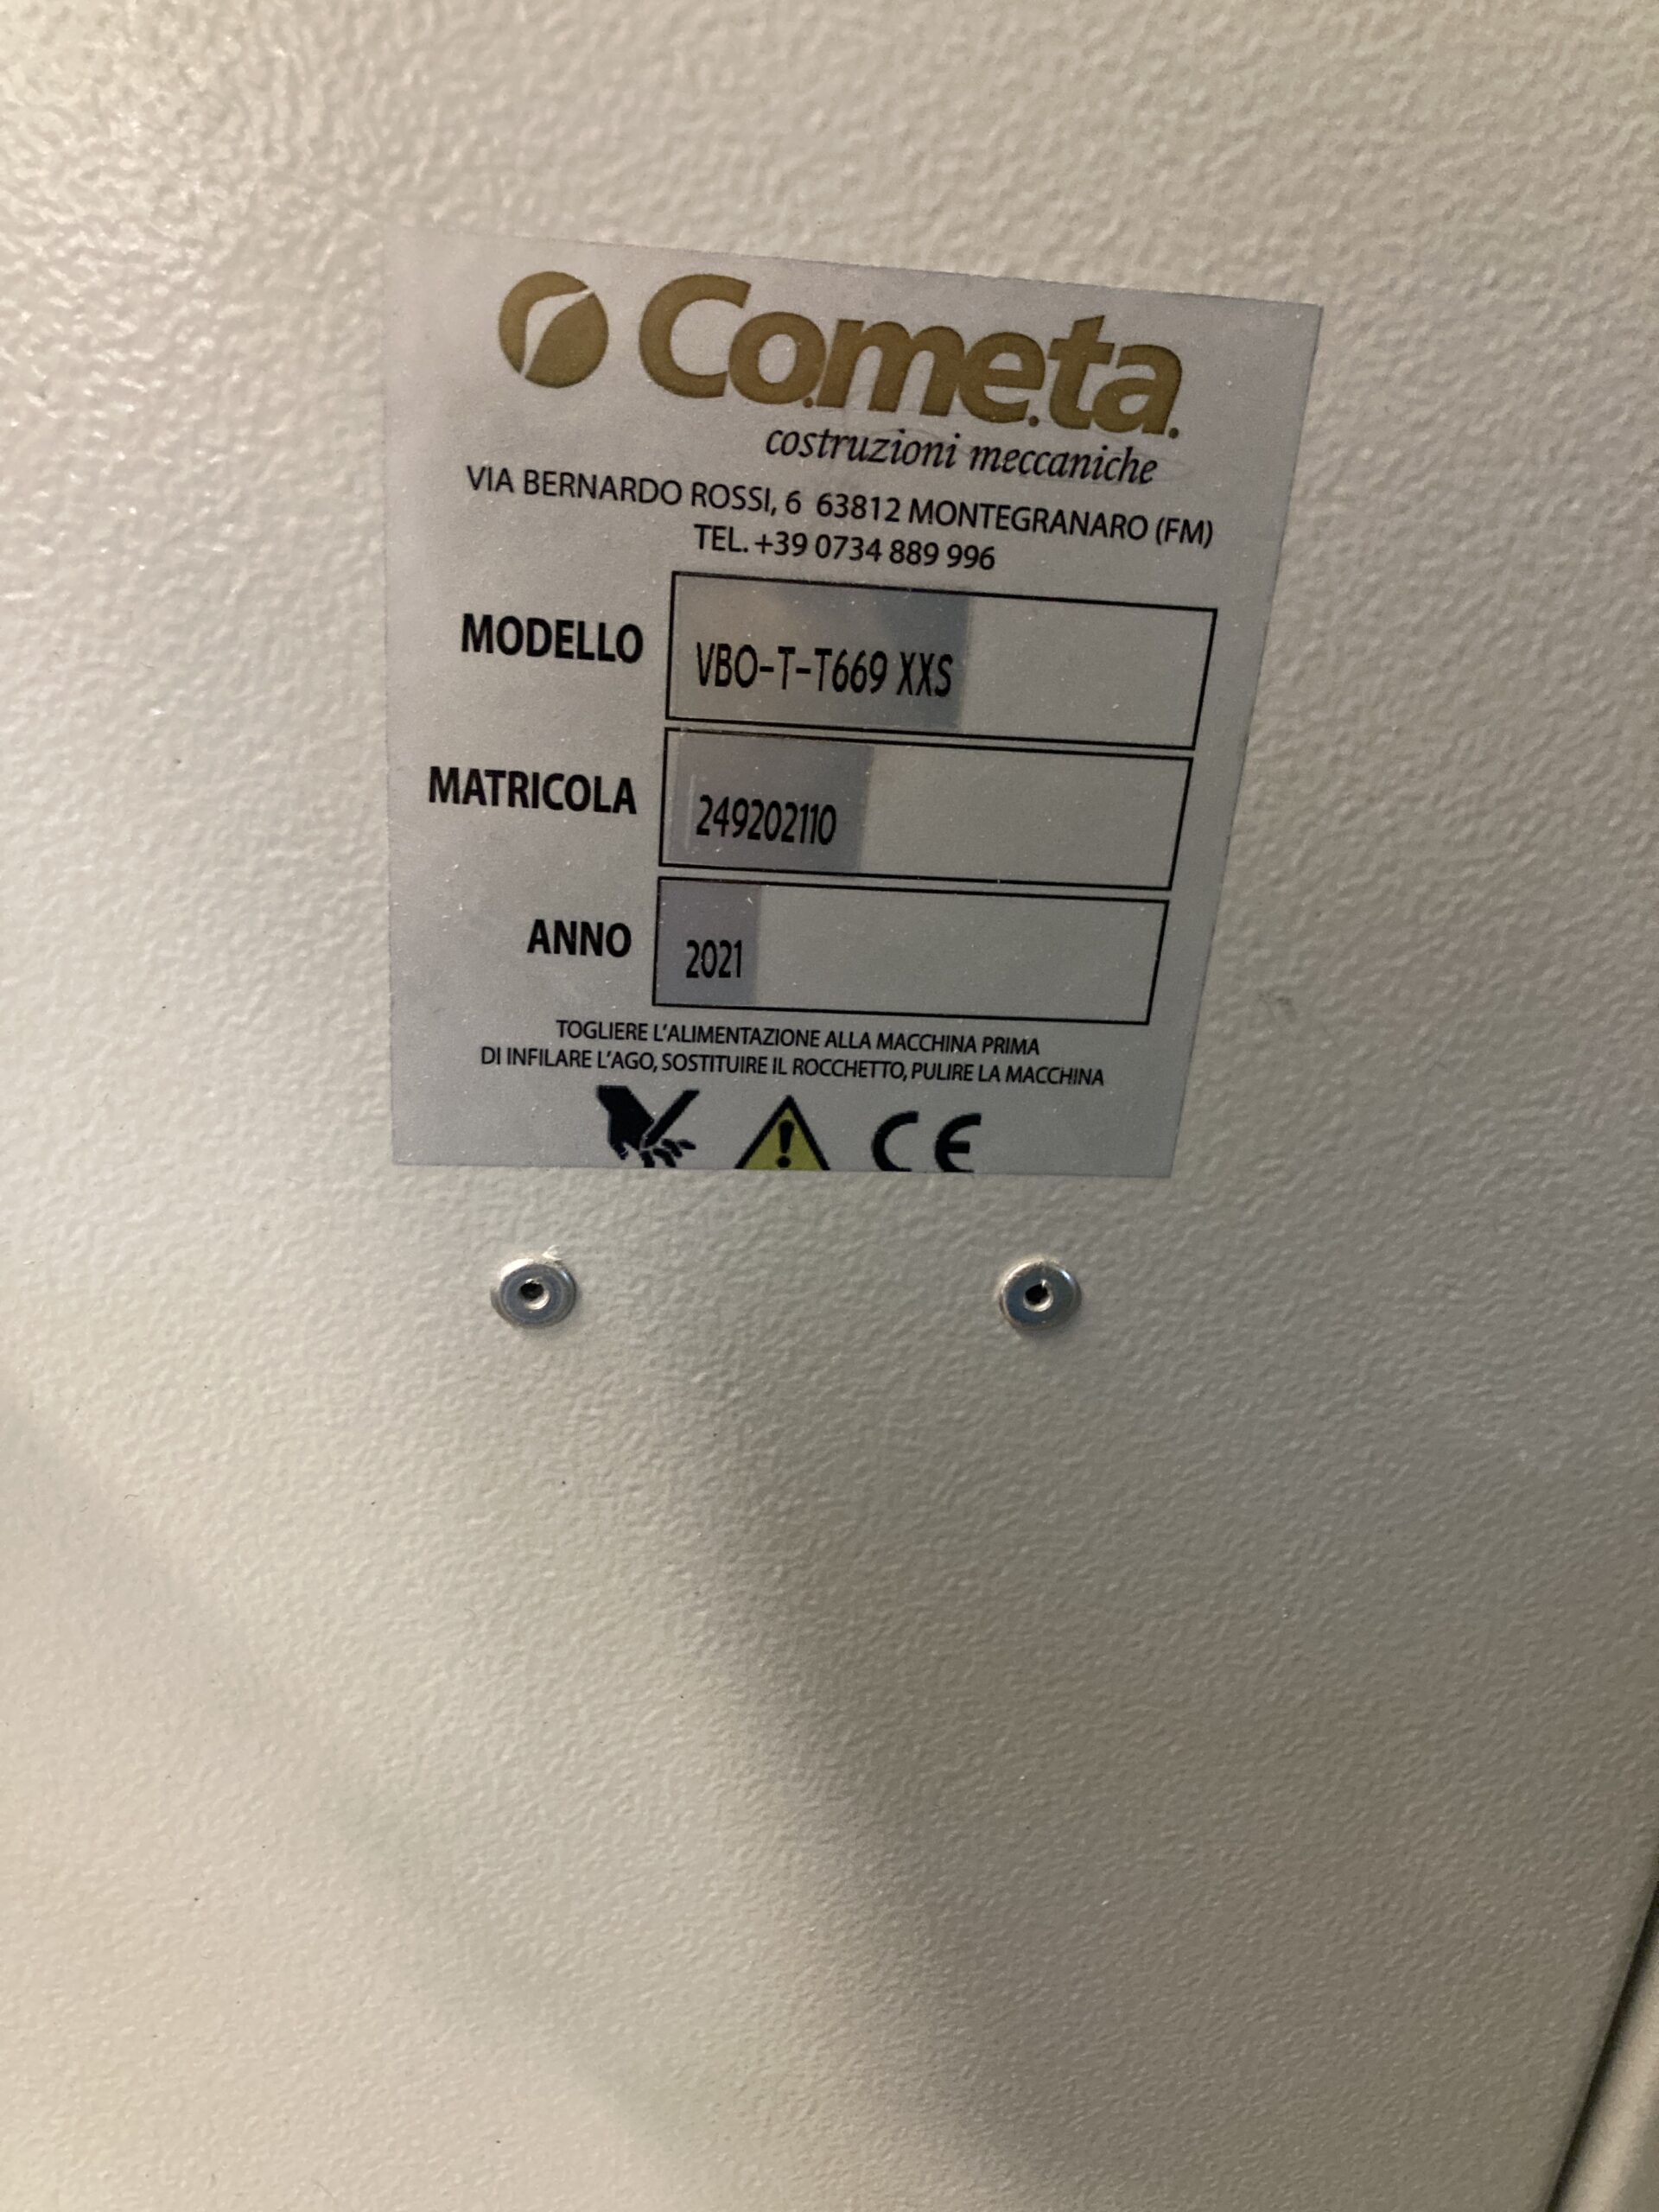 Co.me.ta.
costruzioni meccaniche
VIA BERNARDO ROSSI, 6 63812 MONTEGRANARO (FM)
TEL. +39 0734 889 996
MODELLO VBO-T-T669 XXS
MATRICOLA 249202110
ANNO 2021
TOGLIERE L'ALIMENTAZIONE ALLA MACCHINA PRIMA
DI INFILARE L'AGO, SOSTITUIRE IL ROCCHETTO, PULIRE LA MACCHINA
CE